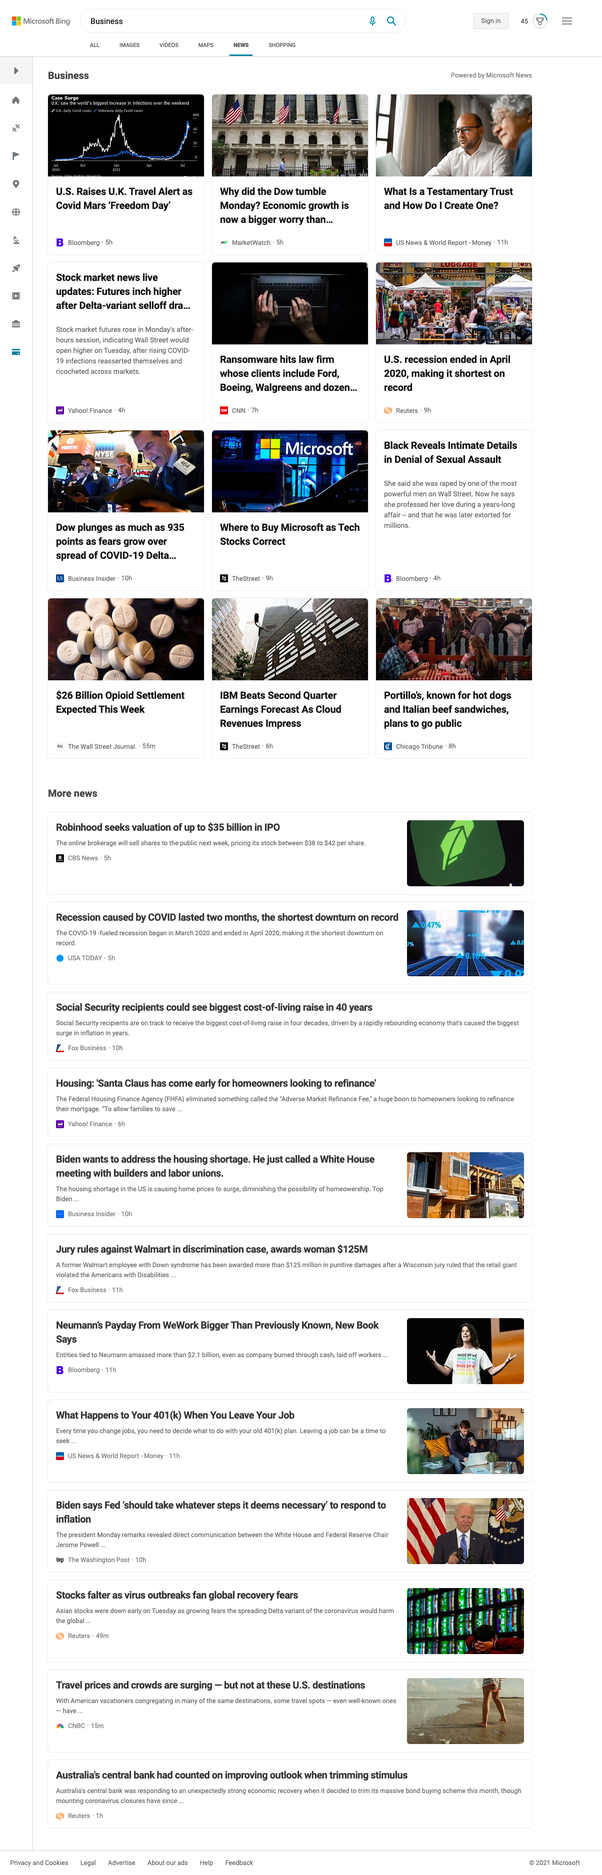 Microsoft Bing
Business
Sign in
45
ALL IMAGES VIDEOS MAPS NEWS SHOPPING
Business
Powered by Microsoft News
Case Surge
U.K. saw the world's biggest increase in infections over the weekend
U.S. Raises U.K. Travel Alert as
Covid Mars ‘Freedom Day’
Bloomberg · 5h
Why did the Dow tumble
Monday? Economic growth is
now a bigger worry than…
MarketWatch · 5h
What Is a Testamentary Trust
and How Do I Create One?
US News & World Report - Money · 11h
Stock market news live
updates: Futures inch higher
after Delta-variant selloff dra…
Stock market futures rose in Monday's after-
hours session, indicating Wall Street would
open higher on Tuesday, after rising COVID-
19 infections reasserted themselves and
ricocheted across markets.
Yahoo! Finance · 4h
Ransomware hits law firm
whose clients include Ford,
Boeing, Walgreens and dozen…
CNN · 7h
LUGGAGE
U.S. recession ended in April
2020, making it shortest on
record
Reuters · 9h
NYSE
Dow plunges as much as 935
points as fears grow over
spread of COVID-19 Delta…
Business Insider · 10h
Microsoft
Where to Buy Microsoft as Tech
Stocks Correct
TheStreet · 9h
Black Reveals Intimate Details
in Denial of Sexual Assault
She said she was raped by one of the most
powerful men on Wall Street. Now he says
she professed her love during a years-long
affair -- and that he was later extorted for
millions.
Bloomberg · 4h
$26 Billion Opioid Settlement
Expected This Week
The Wall Street Journal. · 55m
IBM
IBM Beats Second Quarter
Earnings Forecast As Cloud
Revenues Impress
TheStreet · 6h
Portillo’s, known for hot dogs
and Italian beef sandwiches,
plans to go public
Chicago Tribune · 8h
More news
Robinhood seeks valuation of up to $35 billion in IPO
The online brokerage will sell shares to the public next week, pricing its stock between $38 to $42 per share.
CBS News · 5h
Recession caused by COVID lasted two months, the shortest downturn on record
The COVID-19 -fueled recession began in March 2020 and ended in April 2020, making it the shortest downturn on
record.
USA TODAY · 5h
Social Security recipients could see biggest cost-of-living raise in 40 years
Social Security recipients are on track to receive the biggest cost-of-living raise in four decades, driven by a rapidly rebounding economy that's caused the biggest
surge in inflation in years.
Fox Business · 10h
Housing: 'Santa Claus has come early for homeowners looking to refinance'
The Federal Housing Finance Agency (FHFA) eliminated something called the "Adverse Market Refinance Fee," a huge boon to homeowners looking to refinance
their mortgage. "To allow families to save ...
Yahoo! Finance · 6h
Biden wants to address the housing shortage. He just called a White House
meeting with builders and labor unions.
The housing shortage in the US is causing home prices to surge, diminishing the possibility of homeowership. Top
Biden ...
Business Insider · 10h
Jury rules against Walmart in discrimination case, awards woman $125M
A former Walmart employee with Down syndrome has been awarded more than $125 million in punitive damages after a Wisconsin jury ruled that the retail giant
violated the Americans with Disabilities ...
Fox Business · 11h
Neumann’s Payday From WeWork Bigger Than Previously Known, New Book
Says
Entities tied to Neumann amassed more than $2.1 billion, even as company burned through cash, laid off workers ...
Bloomberg · 11h
What Happens to Your 401(k) When You Leave Your Job
Every time you change jobs, you need to decide what to do with your old 401(k) plan. Leaving a job can be a time to
seek ...
US News & World Report - Money · 11h
Biden says Fed ‘should take whatever steps it deems necessary’ to respond to
inflation
The president Monday remarks revealed direct communication between the White House and Federal Reserve Chair
Jerome Powell ...
The Washington Post · 10h
Stocks falter as virus outbreaks fan global recovery fears
Asian stocks were down early on Tuesday as growing fears the spreading Delta variant of the coronavirus would harm
the global ...
Reuters · 49m
Travel prices and crowds are surging — but not at these U.S. destinations
With American vacationers congregating in many of the same destinations, some travel spots — even well-known ones
— have ...
CNBC · 15m
Australia's central bank had counted on improving outlook when trimming stimulus
Australia's central bank was responding to an unexpectedly strong economic recovery when it decided to trim its massive bond buying scheme this month, though
mounting coronavirus closures have since ...
Reuters · 1h
Privacy and Cookies Legal Advertise About our ads Help Feedback © 2021 Microsoft